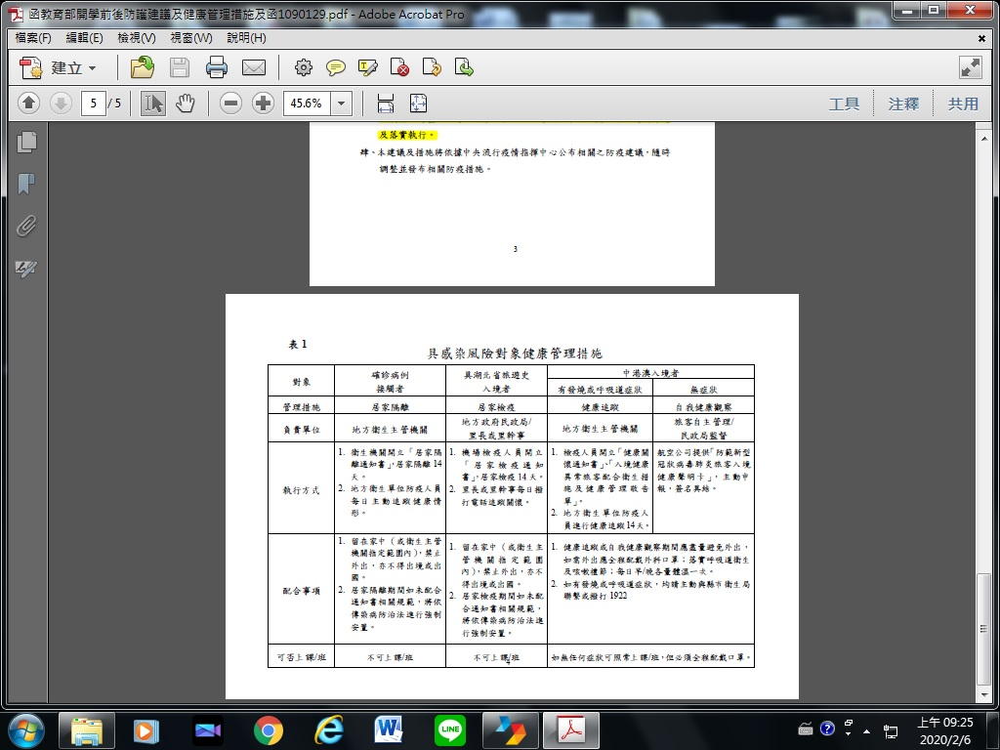 函教育部開學前後防護建議及健康管理措施及函1090129.pdf - Adobe Acrobat Pro
檔案(F) 編輯(E) 檢視(V) 視窗(W) 說明(H)
建立
5 / 5 45.6% 工具 注釋 共用
及落實執行。
肆、本建議及措施將依據中央流行疫情指揮中心公布相關之防疫建議，隨時
調整並發布相關防疫措施。
3
表 1
具感染風險對象健康管理措施
對象
確診病例
接觸者
具湖北省旅遊史
入境者
中港澳入境者
有發燒或呼吸道症狀 無症狀
管理措施 居家隔離 居家檢疫 健康追蹤 自我健康觀察
負責單位 地方衛生主管機關
地方政府民政局/
里長或里幹事
地方衛生主管機關
旅客自主管理/
民政局監督
執行方式
1. 衛生機關開立「居家隔
離通知書」，居家隔離 14
天。
2. 地方衛生單位防疫人員
每日主動追蹤健康情
形。
1. 機場檢疫人員開立
「居家檢疫通知
書」，居家檢疫 14 天。
2. 里長或里幹事每日撥
打電話追蹤關懷。
1. 檢疫人員開立「健康關
懷通知書」、「入境健康
異常旅客配合衛生措
施及健康管理敬告
單」。
2. 地方衛生單位防疫人
員進行健康追蹤 14 天。
航空公司提供「防範新型
冠狀病毒肺炎旅客入境
健康聲明卡」，主動申
報，簽名具結。
配合事項
1. 留在家中（或衛生主管
機關指定範圍內），禁止
外出，亦不得出境或出
國。
2. 居家隔離期間如未配合
通知書相關規範，將依
傳染病防治法進行強制
安置。
1. 留在家中（或衛生主
管機關指定範圍
內），禁止外出，亦不
得出境或出國。
2. 居家檢疫期間如未配
合通知書相關規範，
將依傳染病防治法進
行強制安置。
1. 健康追蹤或自我健康觀察期間應盡量避免外出，
如需外出應全程配戴外科口罩；落實呼吸道衛生
及咳嗽禮節；每日早/晚各量體溫一次。
2. 如有發燒或呼吸道症狀，均請主動與縣市衛生局
聯繫或撥打 1922
可否上課/班 不可上課/班 不可上課/班 如無任何症狀可照常上課/班，但必須全程配戴口罩。
4
LINE
上午 09:25
2020/2/6